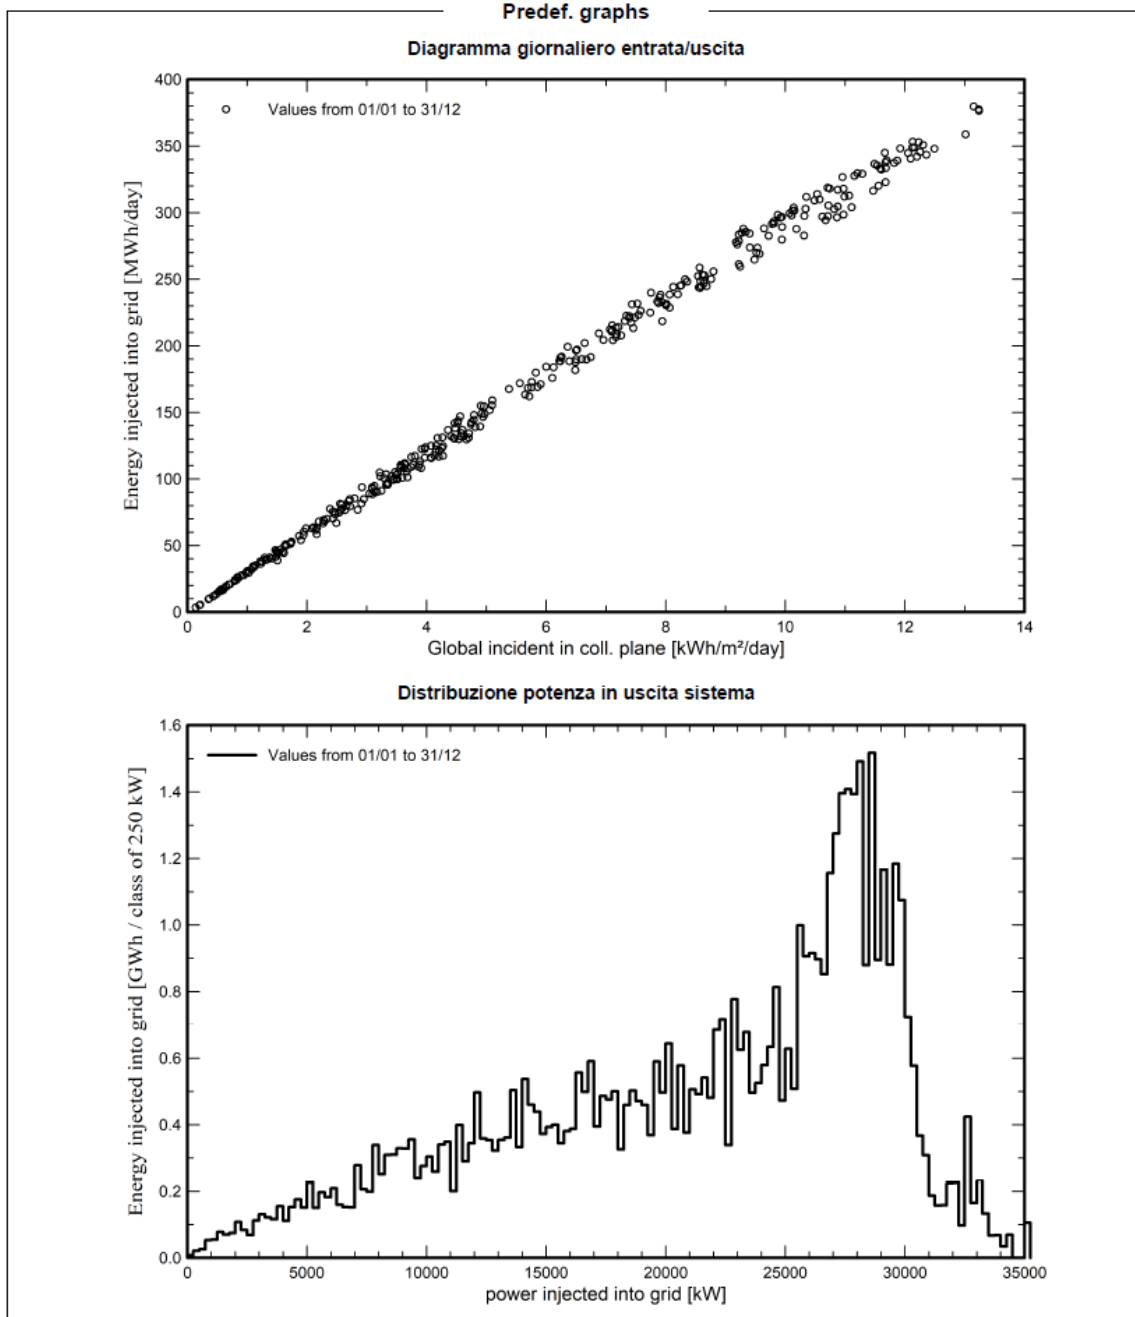 Predef. graphs
Diagramma giornaliero entrata/uscita
400
350
300
250
200
150
100
50
0
Values from 01/01 to 31/12
Energy injected into grid [MWh/day]
0 2 4 6 8 10 12 14
Global incident in coll. plane [kWh/m²/day]
Distribuzione potenza in uscita sistema
1.6
1.4
1.2
1.0
0.8
0.6
0.4
0.2
0.0
Values from 01/01 to 31/12
Energy injected into grid [GWh / class of 250 kW]
0 5000 10000 15000 20000 25000 30000 35000
power injected into grid [kW]